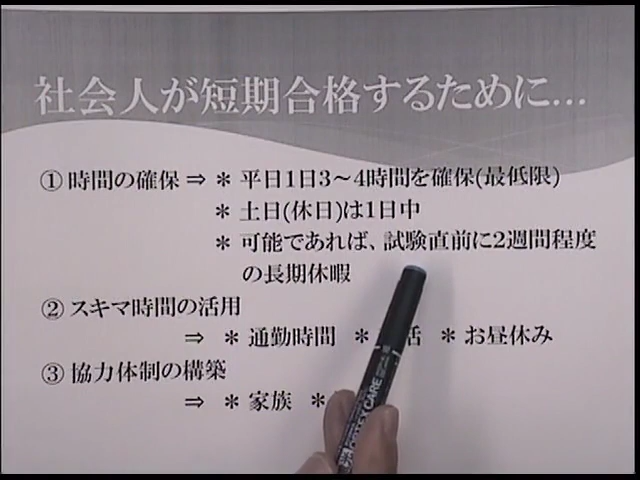 社会人が短期合格するために…
① 時間の確保 ⇒ ＊ 平日1日3～4時間を確保(最低限)
＊ 土日(休日)は1日中
＊ 可能であれば、試験直前に2週間程度
の長期休暇
② スキマ時間の活用
⇒ ＊ 通勤時間 ＊ 活 ＊ お昼休み
③ 協力体制の構築
⇒ ＊ 家族 ＊
CARE